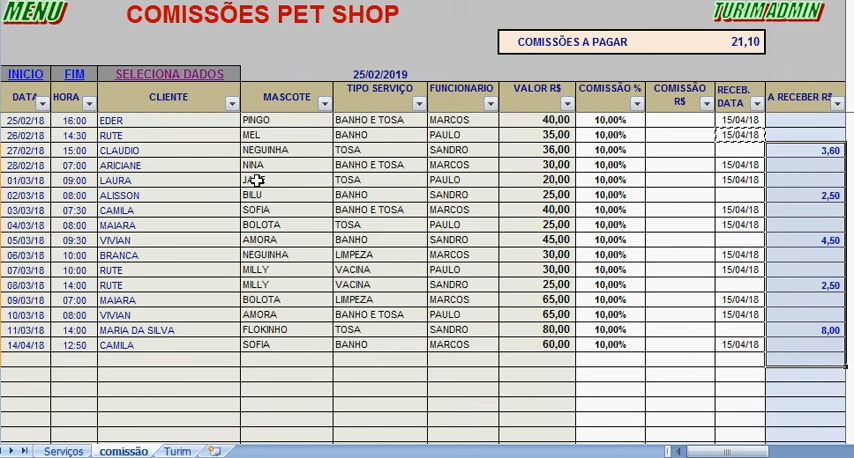 MENU COMISSÕES PET SHOP TURIM/ADMIN
COMISSÕES A PAGAR 21,10
INICIO FIM SELECIONA DADOS 25/02/2019
DATA HORA CLIENTE MASCOTE TIPO SERVIÇO FUNCIONARIO VALOR R$ COMISSÃO % COMISSÃO R$ RECEB. DATA A RECEBER R$
25/02/18 16:00 EDER PINGO BANHO E TOSA MARCOS 40,00 10,00% 15/04/18
26/02/18 14:30 RUTE MEL BANHO PAULO 35,00 10,00% 15/04/18
27/02/18 15:00 CLAUDIO NEGUINHA TOSA SANDRO 36,00 10,00% 3,60
28/02/18 07:00 ARICIANE NINA BANHO E TOSA MARCOS 30,00 10,00% 15/04/18
01/03/18 09:00 LAURA TOSA PAULO 20,00 10,00% 15/04/18
02/03/18 08:00 ALISSON BILU BANHO SANDRO 25,00 10,00% 2,50
03/03/18 07:30 CAMILA SOFIA BANHO E TOSA MARCOS 40,00 10,00% 15/04/18
04/03/18 08:00 MAIARA BOLOTA TOSA PAULO 25,00 10,00% 15/04/18
05/03/18 09:30 VIVIAN AMORA BANHO SANDRO 45,00 10,00% 4,50
06/03/18 10:00 BRANCA NEGUINHA LIMPEZA MARCOS 30,00 10,00% 15/04/18
07/03/18 10:00 RUTE MILLY VACINA PAULO 30,00 10,00% 15/04/18
08/03/18 14:00 RUTE MILLY VACINA SANDRO 25,00 10,00% 2,50
09/03/18 07:00 MAIARA BOLOTA LIMPEZA MARCOS 65,00 10,00% 15/04/18
10/03/18 08:00 VIVIAN AMORA BANHO E TOSA PAULO 65,00 10,00% 15/04/18
11/03/18 14:00 MARIA DA SILVA FLOKINHO TOSA SANDRO 80,00 10,00% 8,00
14/04/18 12:50 CAMILA SOFIA BANHO MARCOS 60,00 10,00% 15/04/18
Serviços comissão Turim